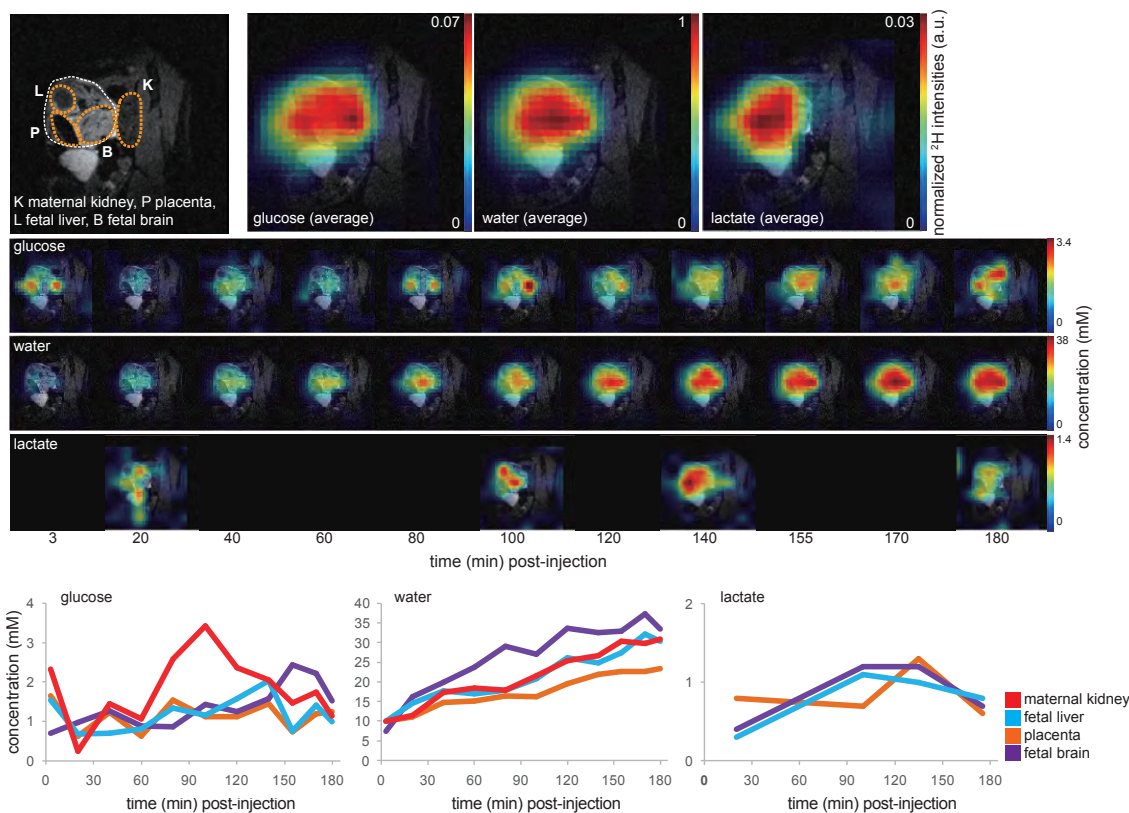 L
K
P
B
K maternal kidney, P placenta,
L fetal liver, B fetal brain
0.07
0
glucose (average)
1
0
water (average)
0.03
0
lactate (average)
normalized ²H intensities (a.u.)
glucose
3.4
0
water
38
0
lactate
1.4
0
concentration (mM)
3 20 40 60 80 100 120 140 155 170 180
time (min) post-injection
glucose
concentration (mM)
4
3
2
1
0
0 30 60 90 120 150 180
time (min) post-injection
water
40
35
30
25
20
15
10
5
0
0 30 60 90 120 150 180
time (min) post-injection
lactate
2
1
0
0 30 60 90 120 150 180
time (min) post-injection
maternal kidney
fetal liver
placenta
fetal brain